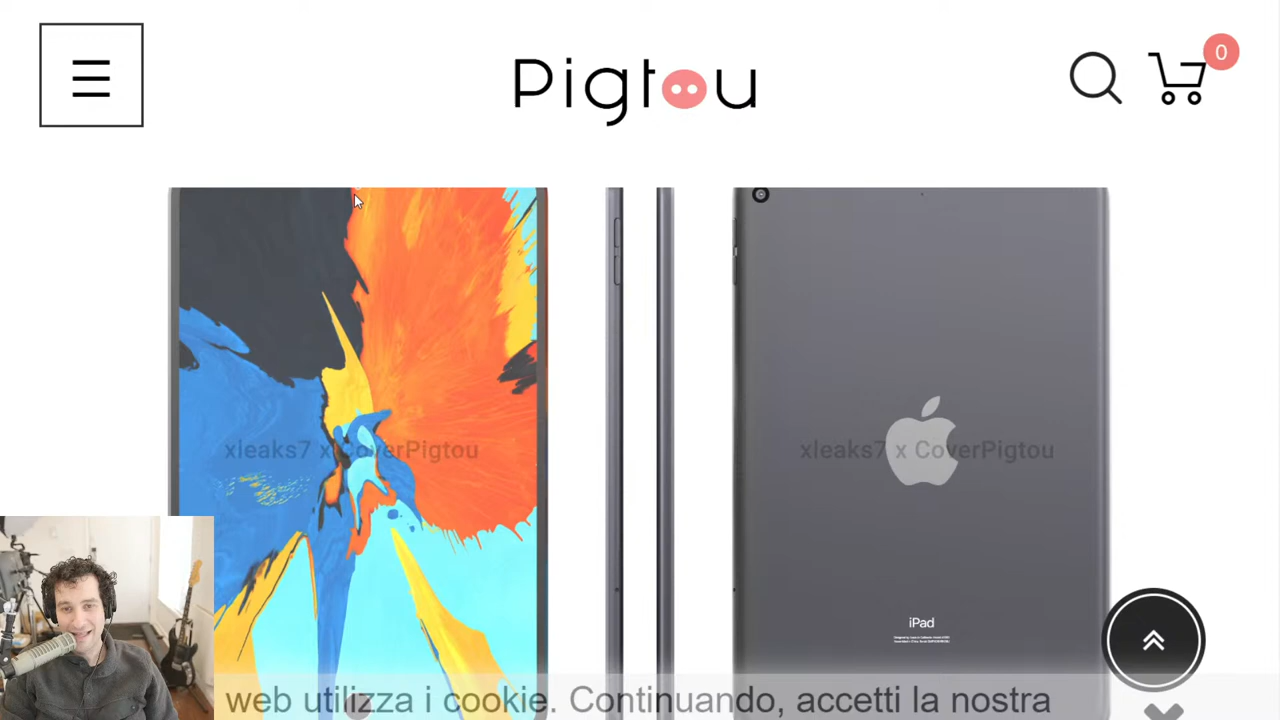 Pigtou
0
xleaks7 x CoverPigtou
xleaks7 x CoverPigtou
iPad
web utilizza i cookie. Continuando, accetti la nostra